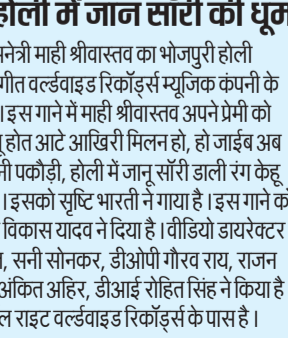 होली में जान सॉरी की धूम
अभिनेत्री माही श्रीवास्तव का भोजपुरी होली
गीत वर्ल्डवाइड रिकॉर्ड्स म्यूजिक कंपनी के
। इस गाने में माही श्रीवास्तव अपने प्रेमी को
होत आटे आखिरी मिलन हो, हो जाईब अब
पकौड़ी, होली में जानू सॉरी डाली रंग केहू
। इसको सृष्टि भारती ने गाया है । इस गाने को
विकास यादव ने दिया है । वीडियो डायरेक्टर
, सनी सोनकर, डीओपी गौरव राय, राजन
अंकित अहिर, डीआई रोहित सिंह ने किया है
राइट वर्ल्डवाइड रिकॉर्ड्स के पास है ।